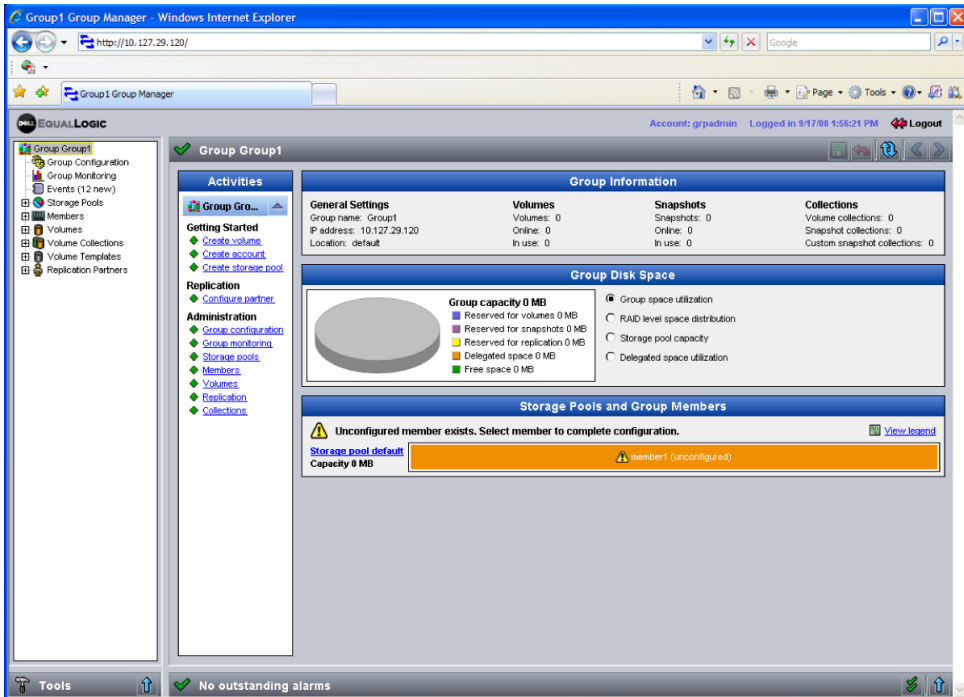 Group1 Group Manager - Windows Internet Explorer
http://10.127.29.120/
Google
Group1 Group Manager
Page
Tools
DELL EQUALLOGIC
Account: grpadmin Logged in 9/17/08 1:56:21 PM Logout
Group Group1
Group Configuration
Group Monitoring
Events (12 new)
Storage Pools
Members
Volumes
Volume Collections
Volume Templates
Replication Partners
Group Group1
Activities
Group Gro...
Getting Started
Create volume
Create account
Create storage pool
Replication
Configure partner
Administration
Group configuration
Group monitoring
Storage pools
Members
Volumes
Replication
Collections
Group Information
General Settings
Group name: Group1
IP address: 10.127.29.120
Location: default
Volumes
Volumes: 0
Online: 0
In use: 0
Snapshots
Snapshots: 0
Online: 0
In use: 0
Collections
Volume collections: 0
Snapshot collections: 0
Custom snapshot collections: 0
Group Disk Space
Group capacity 0 MB
Reserved for volumes 0 MB
Reserved for snapshots 0 MB
Reserved for replication 0 MB
Delegated space 0 MB
Free space 0 MB
Group space utilization
RAID level space distribution
Storage pool capacity
Delegated space utilization
Storage Pools and Group Members
Unconfigured member exists. Select member to complete configuration.
View legend
Storage pool default
Capacity 0 MB
member1 (unconfigured)
Tools
No outstanding alarms